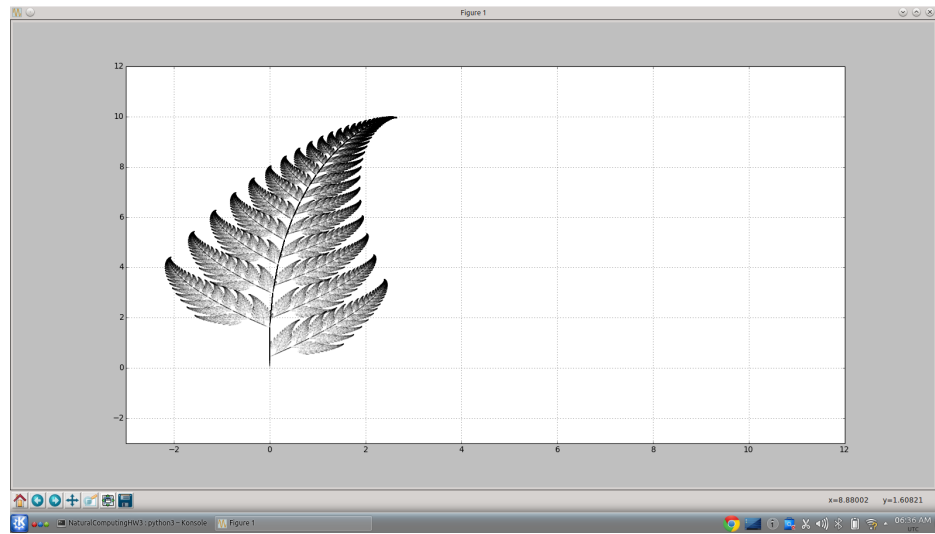 Figure 1
12
10
8
6
4
2
0
−2
−2 0 2 4 6 8 10 12
x=8.88002 y=1.60821
NaturalComputingHW3 : python3 – Konsole Figure 1 06:36 AM
UTC